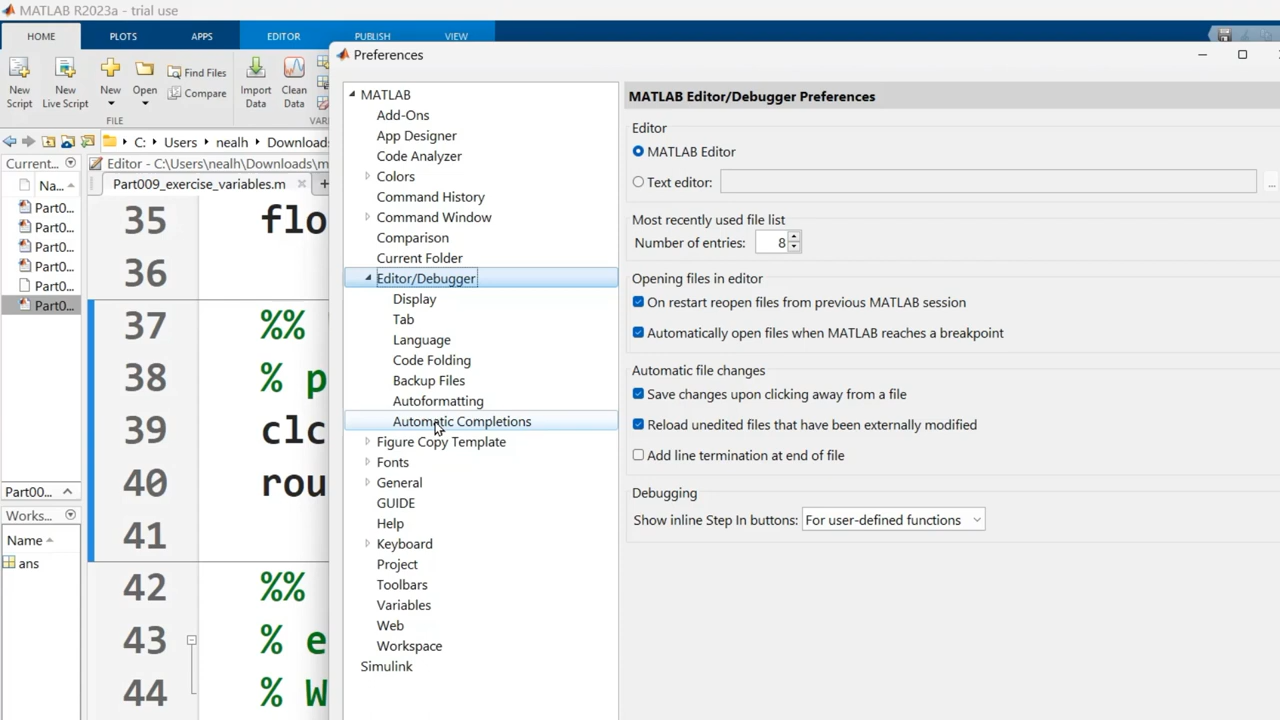 MATLAB R2023a - trial use
HOME PLOTS APPS EDITOR PUBLISH VIEW
New Script
New Live Script
New
Open
Find Files
Compare
Import Data
Clean Data
FILE
C: Users nealh Downloads
Current...
Na...
Part0...
Part0...
Part0...
Part0...
Part0...
Part0...
Part00...
Works...
Name
ans
Editor - C:\Users\nealh\Downloads\m
Part009_exercise_variables.m
35 flo
36
37 %%
38 % p
39 clc
40 rou
41
42 %%
43 % e
44 % W
Preferences
MATLAB
Add-Ons
App Designer
Code Analyzer
Colors
Command History
Command Window
Comparison
Current Folder
Editor/Debugger
Display
Tab
Language
Code Folding
Backup Files
Autoformatting
Automatic Completions
Figure Copy Template
Fonts
General
GUIDE
Help
Keyboard
Project
Toolbars
Variables
Web
Workspace
Simulink
MATLAB Editor/Debugger Preferences
Editor
MATLAB Editor
Text editor:
...
Most recently used file list
Number of entries: 8
Opening files in editor
On restart reopen files from previous MATLAB session
Automatically open files when MATLAB reaches a breakpoint
Automatic file changes
Save changes upon clicking away from a file
Reload unedited files that have been externally modified
Add line termination at end of file
Debugging
Show inline Step In buttons: For user-defined functions